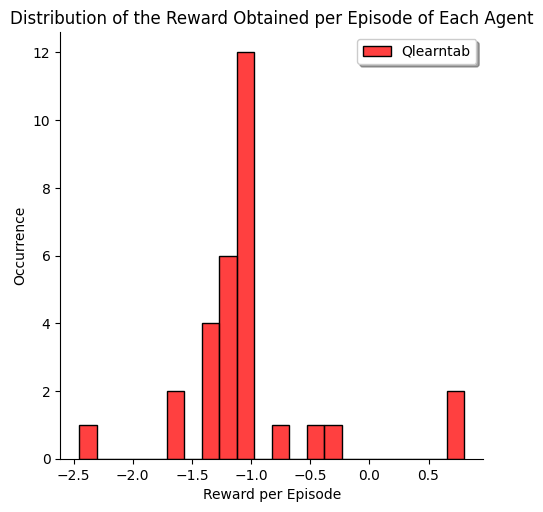 Distribution of the Reward Obtained per Episode of Each Agent
Qlearntab
12
10
8
6
4
2
0
Occurrence
−2.5 −2.0 −1.5 −1.0 −0.5 0.0 0.5
Reward per Episode